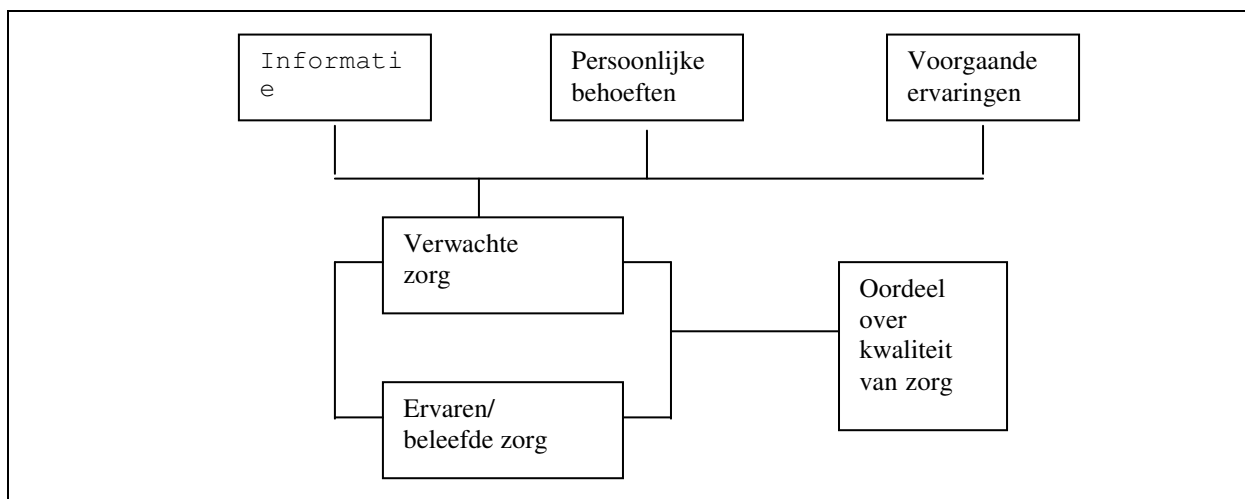 Informati
e
Persoonlijke
behoeften
Voorgaande
ervaringen
Verwachte
zorg
Oordeel
over
kwaliteit
van zorg
Ervaren/
beleefde zorg